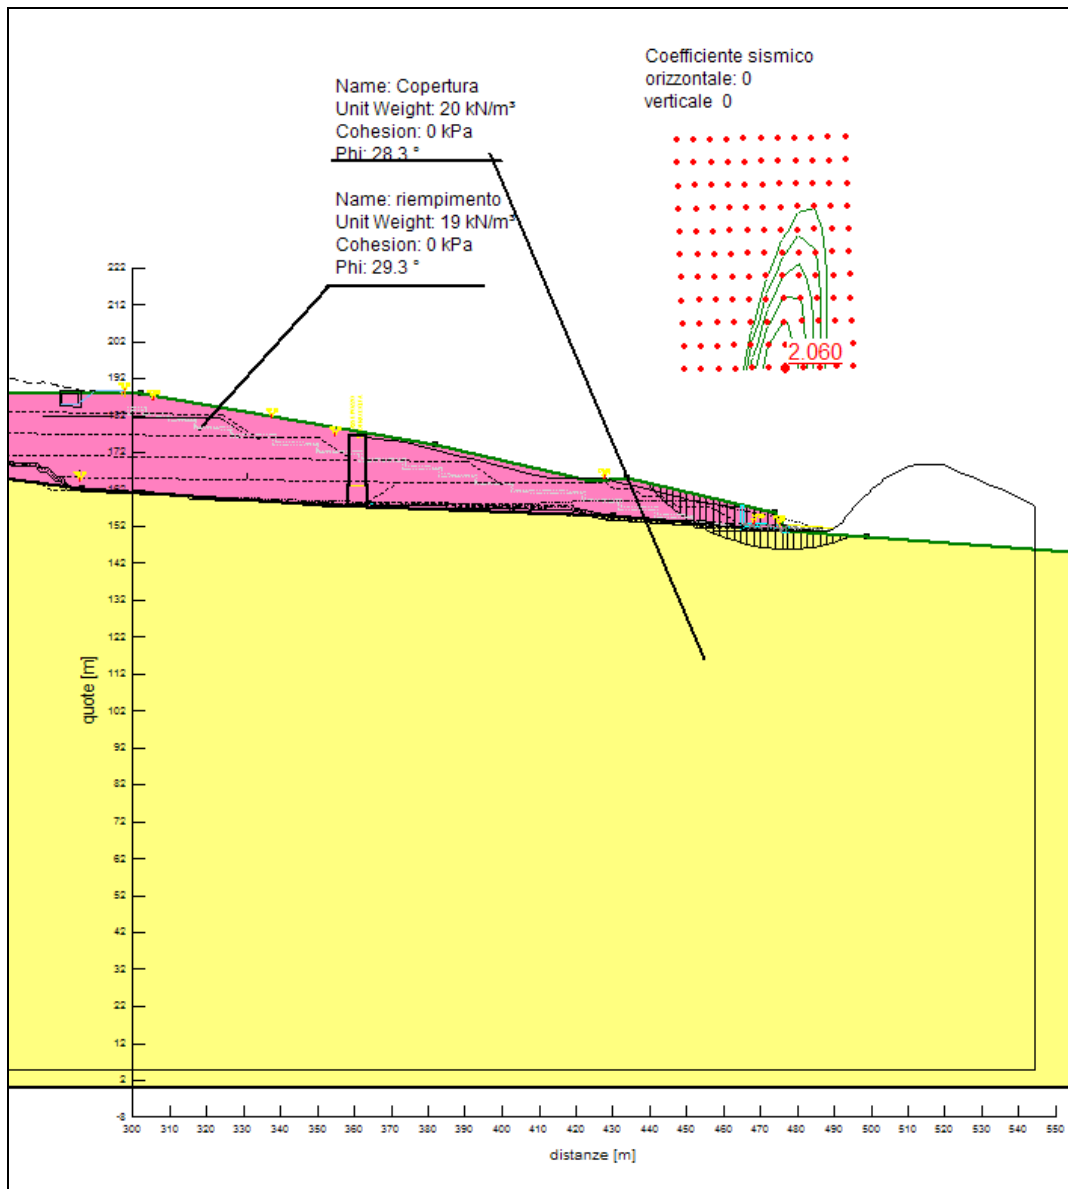 Coefficiente sismico
orizzontale: 0
verticale 0
Name: Copertura
Unit Weight: 20 kN/m³
Cohesion: 0 kPa
Phi: 28.3 °
Name: riempimento
Unit Weight: 19 kN/m³
Cohesion: 0 kPa
Phi: 29.3 °
2.060
222
212
202
192
182
172
162
152
142
132
122
112
102
92
82
72
62
52
42
32
22
12
2
-8
quote [m]
300 310 320 330 340 350 360 370 380 390 400 410 420 430 440 450 460 470 480 490 500 510 520 530 540 550
distanze [m]